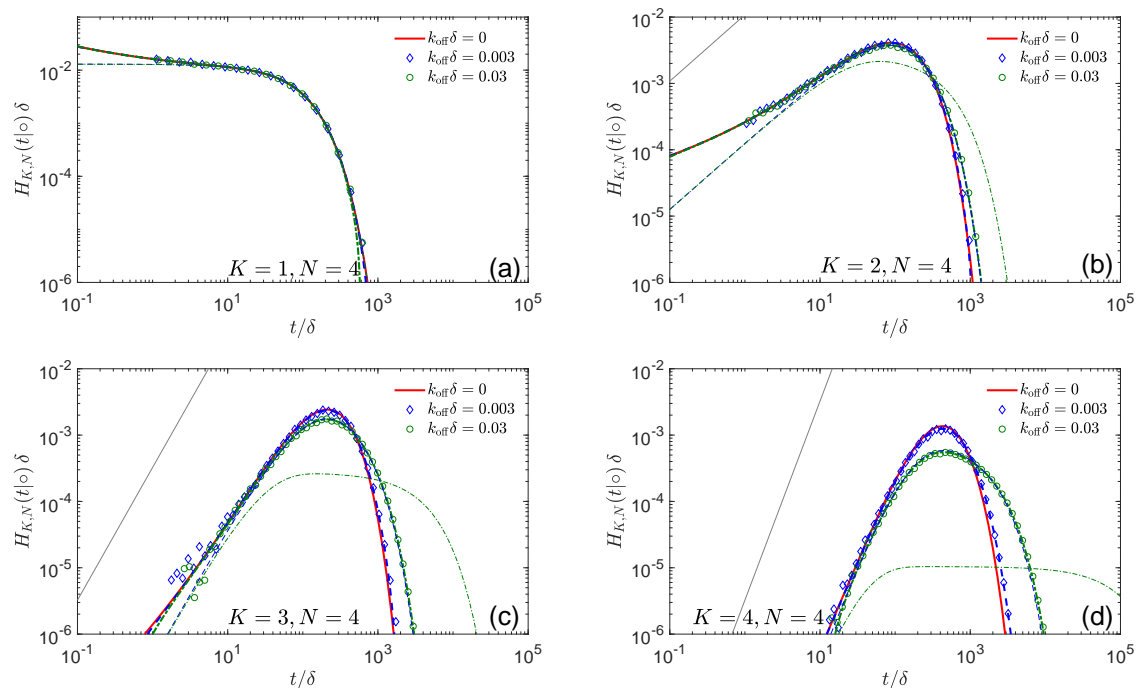 10^-2
10^-4
10^-6
H_{K,N}(t|○) δ
k_off δ = 0
k_off δ = 0.003
k_off δ = 0.03
K = 1, N = 4
(a)
10^-1 10^1 10^3 10^5
t/δ
10^-2
10^-3
10^-4
10^-5
10^-6
H_{K,N}(t|○) δ
k_off δ = 0
k_off δ = 0.003
k_off δ = 0.03
K = 2, N = 4
(b)
10^-1 10^1 10^3 10^5
t/δ
10^-2
10^-3
10^-4
10^-5
10^-6
H_{K,N}(t|○) δ
k_off δ = 0
k_off δ = 0.003
k_off δ = 0.03
K = 3, N = 4
(c)
10^-1 10^1 10^3 10^5
t/δ
10^-2
10^-3
10^-4
10^-5
10^-6
H_{K,N}(t|○) δ
k_off δ = 0
k_off δ = 0.003
k_off δ = 0.03
K = 4, N = 4
(d)
10^-1 10^1 10^3 10^5
t/δ